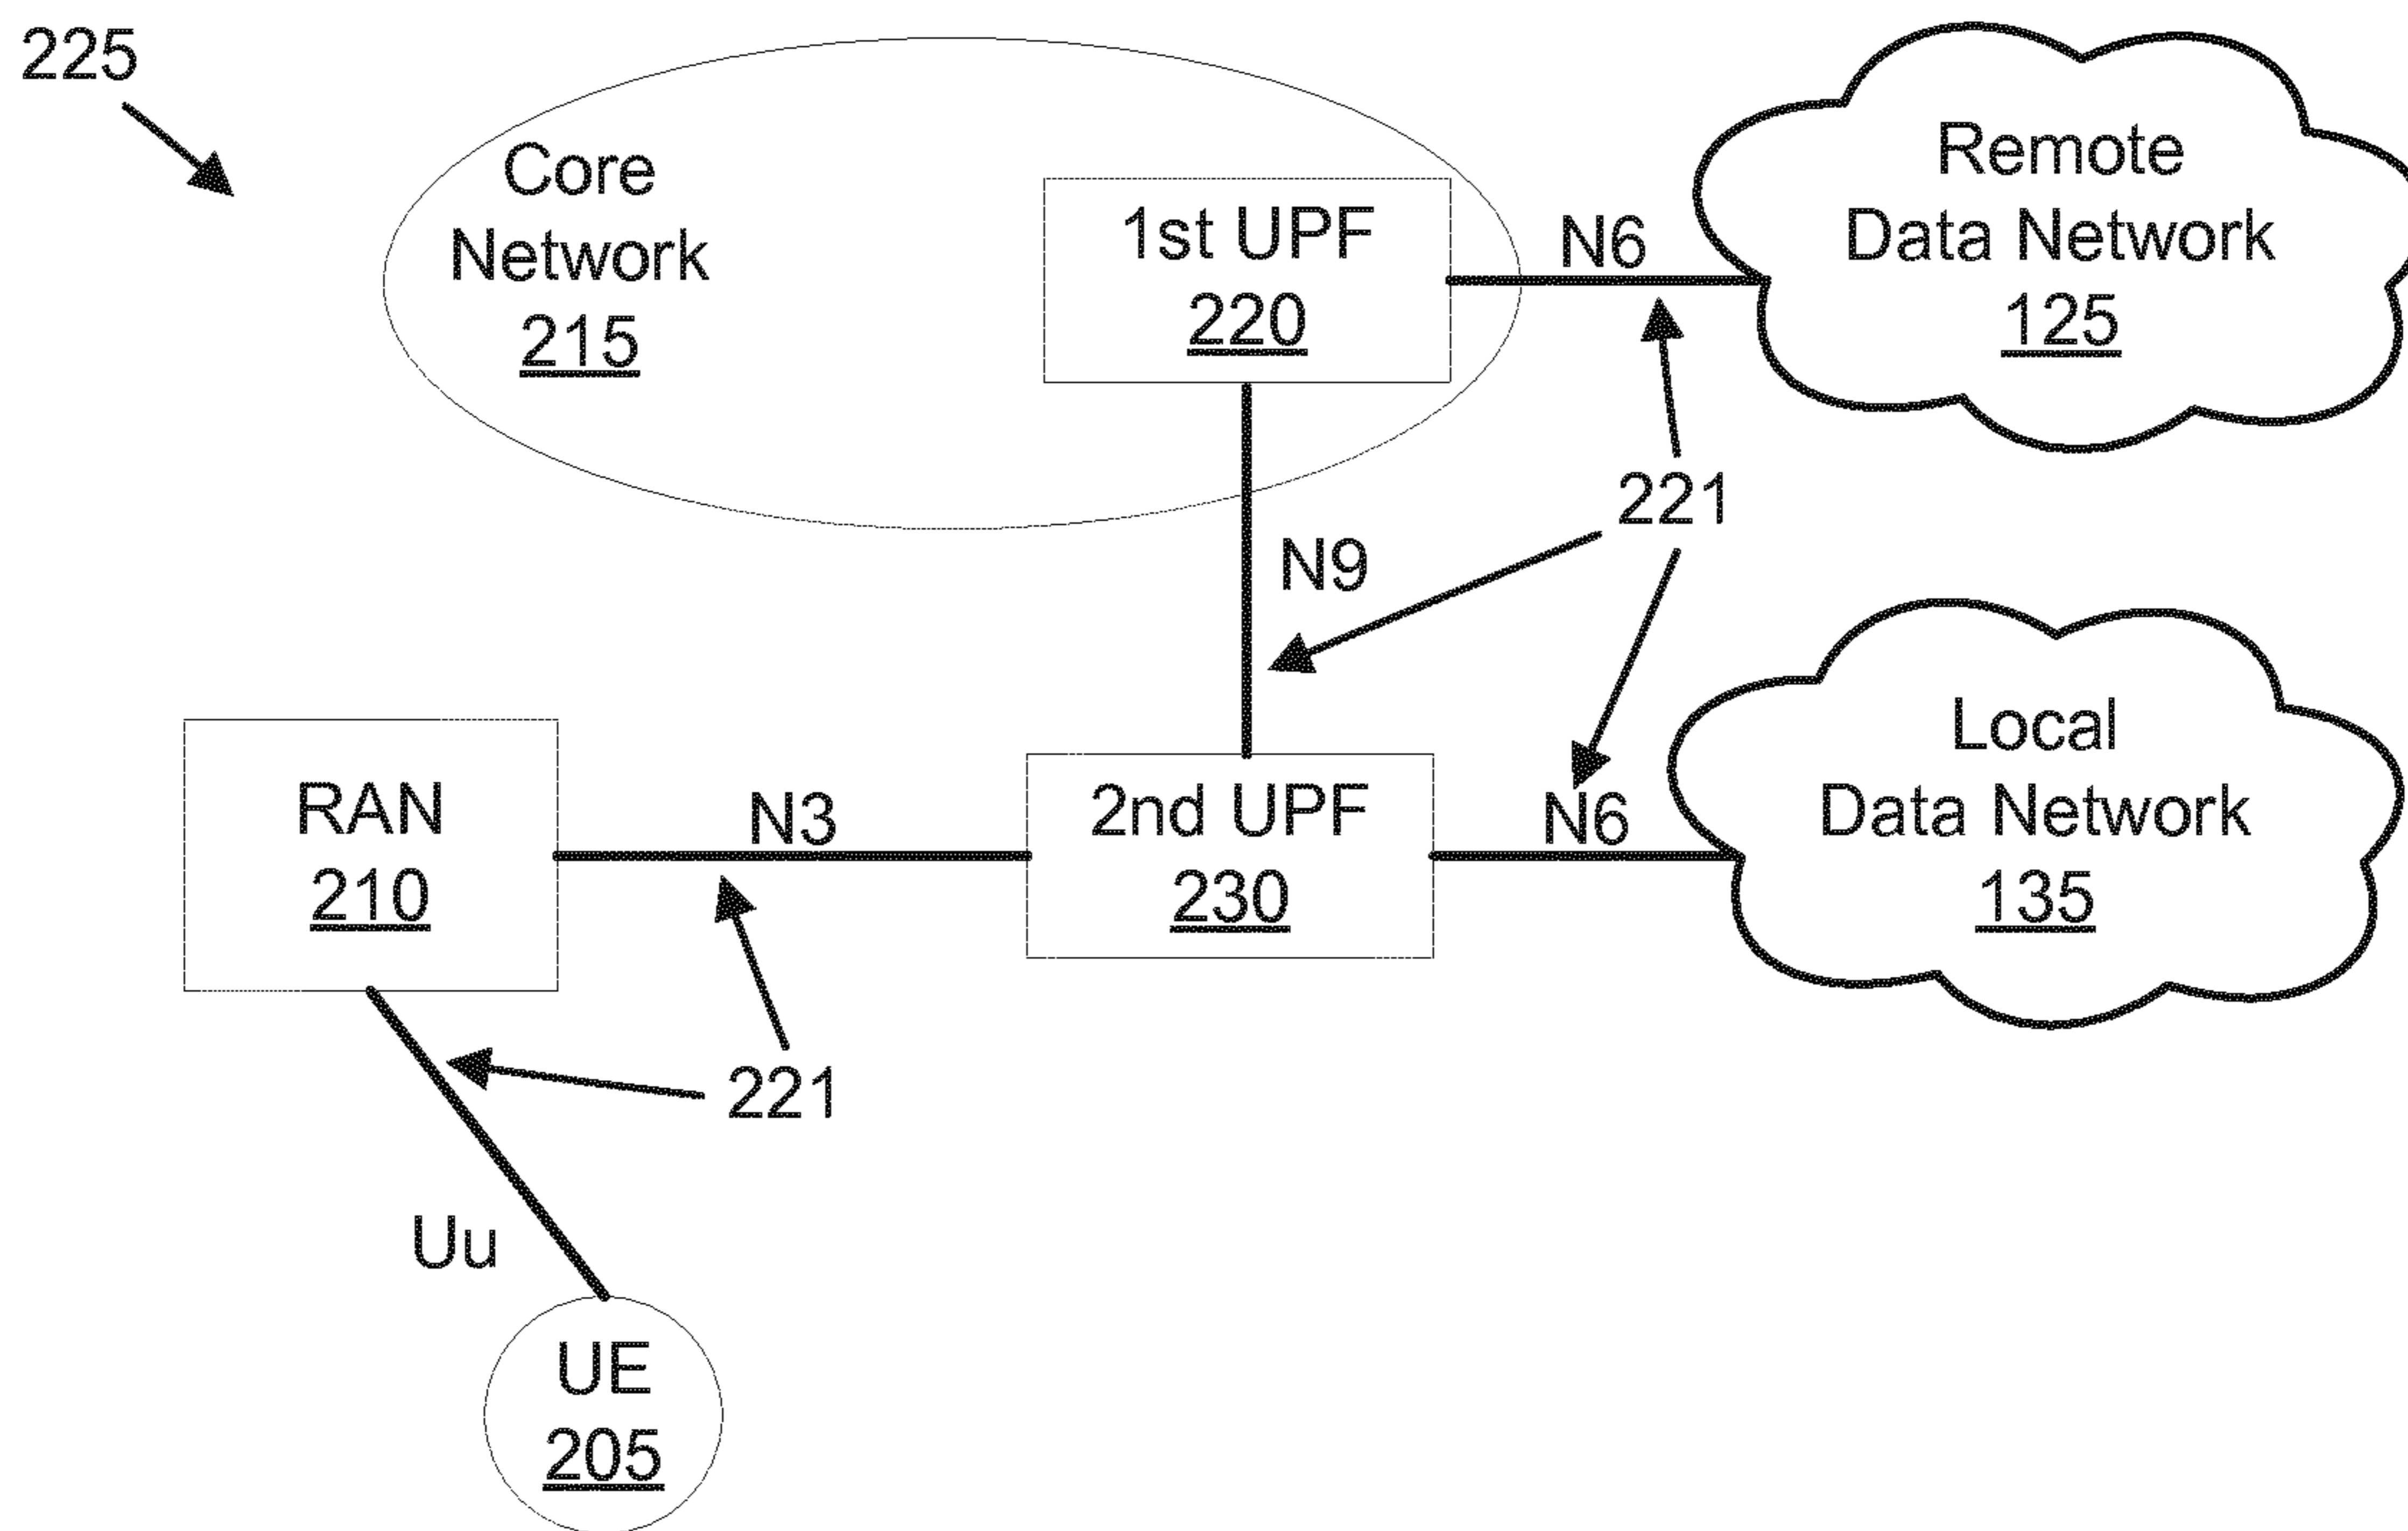 225
Core
Network
215
1st UPF
220
N6
Remote
Data Network
125
221
N9
RAN
210
N3
2nd UPF
230
N6
Local
Data Network
135
221
Uu
UE
205